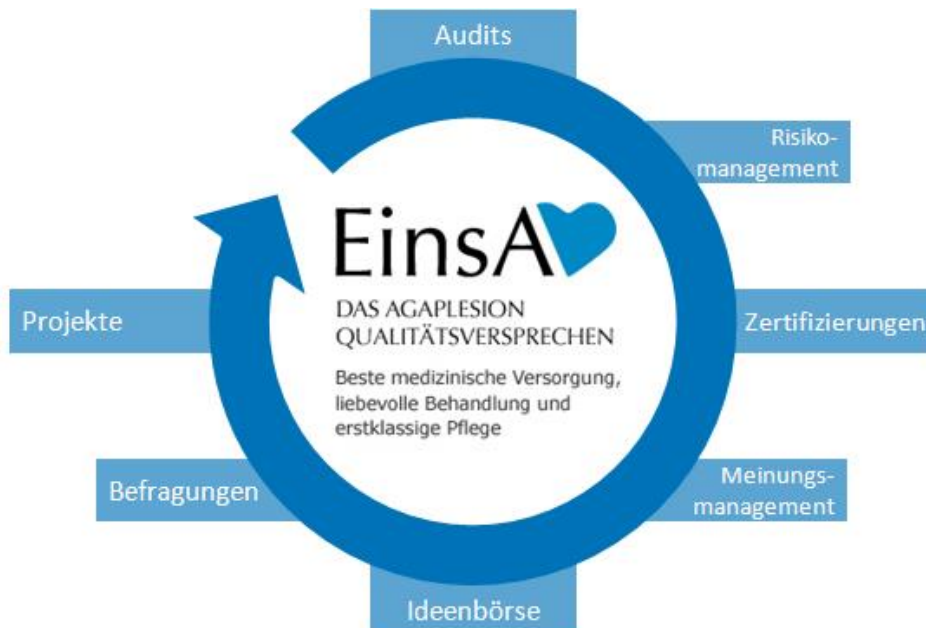 Audits
Risiko-
management
Zertifizierungen
Meinungs-
management
Ideenbörse
Befragungen
Projekte
EinsA
DAS AGAPLESION
QUALITÄTSVERSPRECHEN
Beste medizinische Versorgung,
liebevolle Behandlung und
erstklassige Pflege